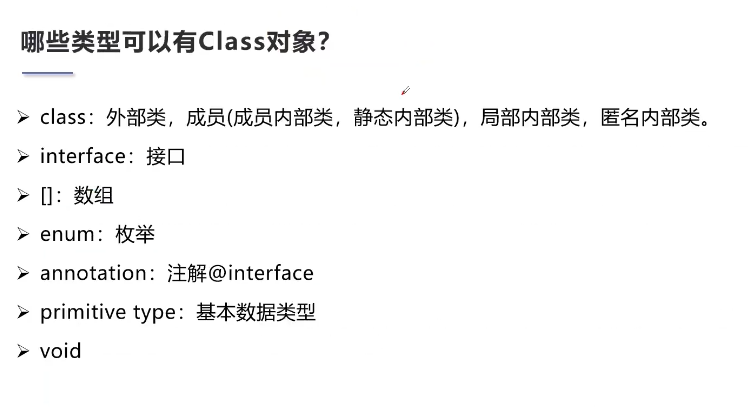 哪些类型可以有Class对象？
➢ class：外部类，成员(成员内部类，静态内部类)，局部内部类，匿名内部类。
➢ interface：接口
➢ []：数组
➢ enum：枚举
➢ annotation：注解@interface
➢ primitive type：基本数据类型
➢ void